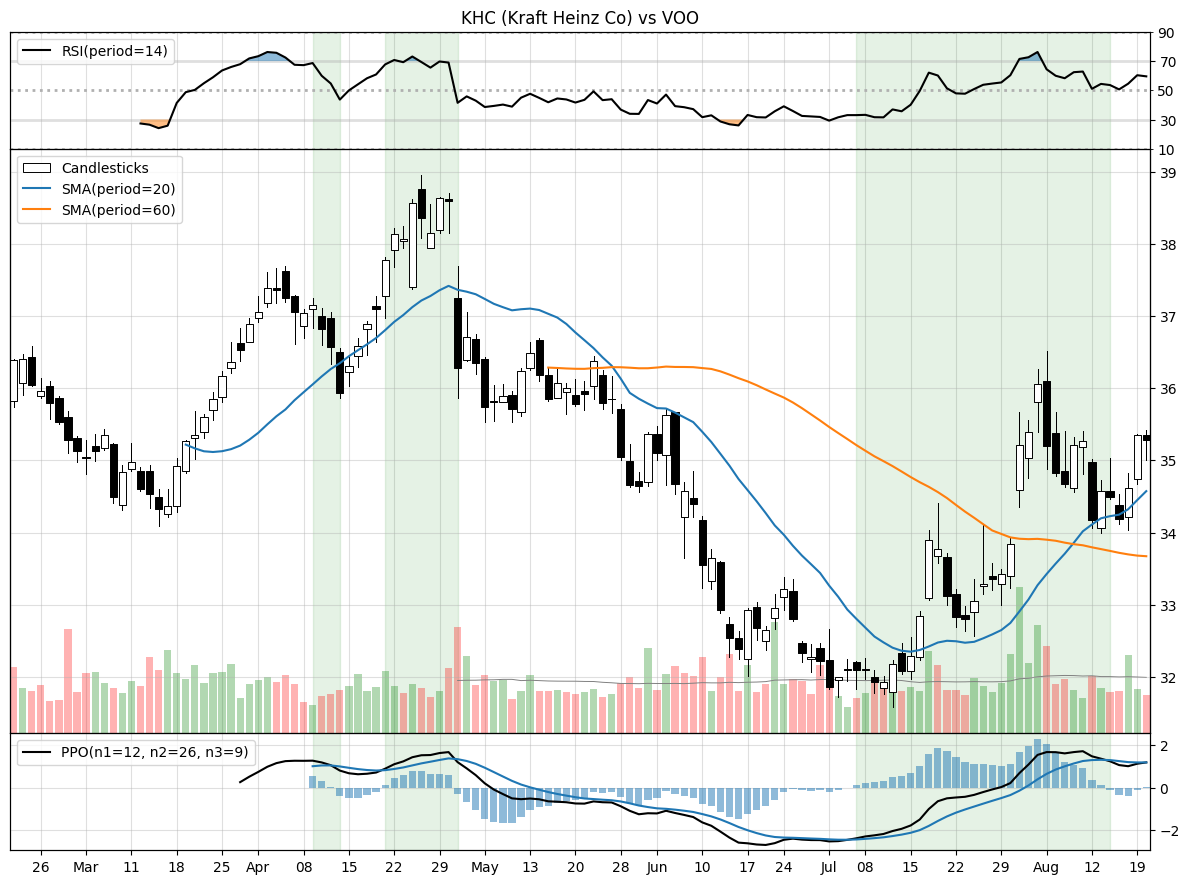 KHC (Kraft Heinz Co) vs VOO
RSI(period=14)
90
70
50
30
10
Candlesticks
SMA(period=20)
SMA(period=60)
39
38
37
36
35
34
33
32
PPO(n1=12, n2=26, n3=9)
2
0
−2
26 Mar 11 18 25 Apr 08 15 22 29 May 13 20 28 Jun 10 17 24 Jul 08 15 22 29 Aug 12 19